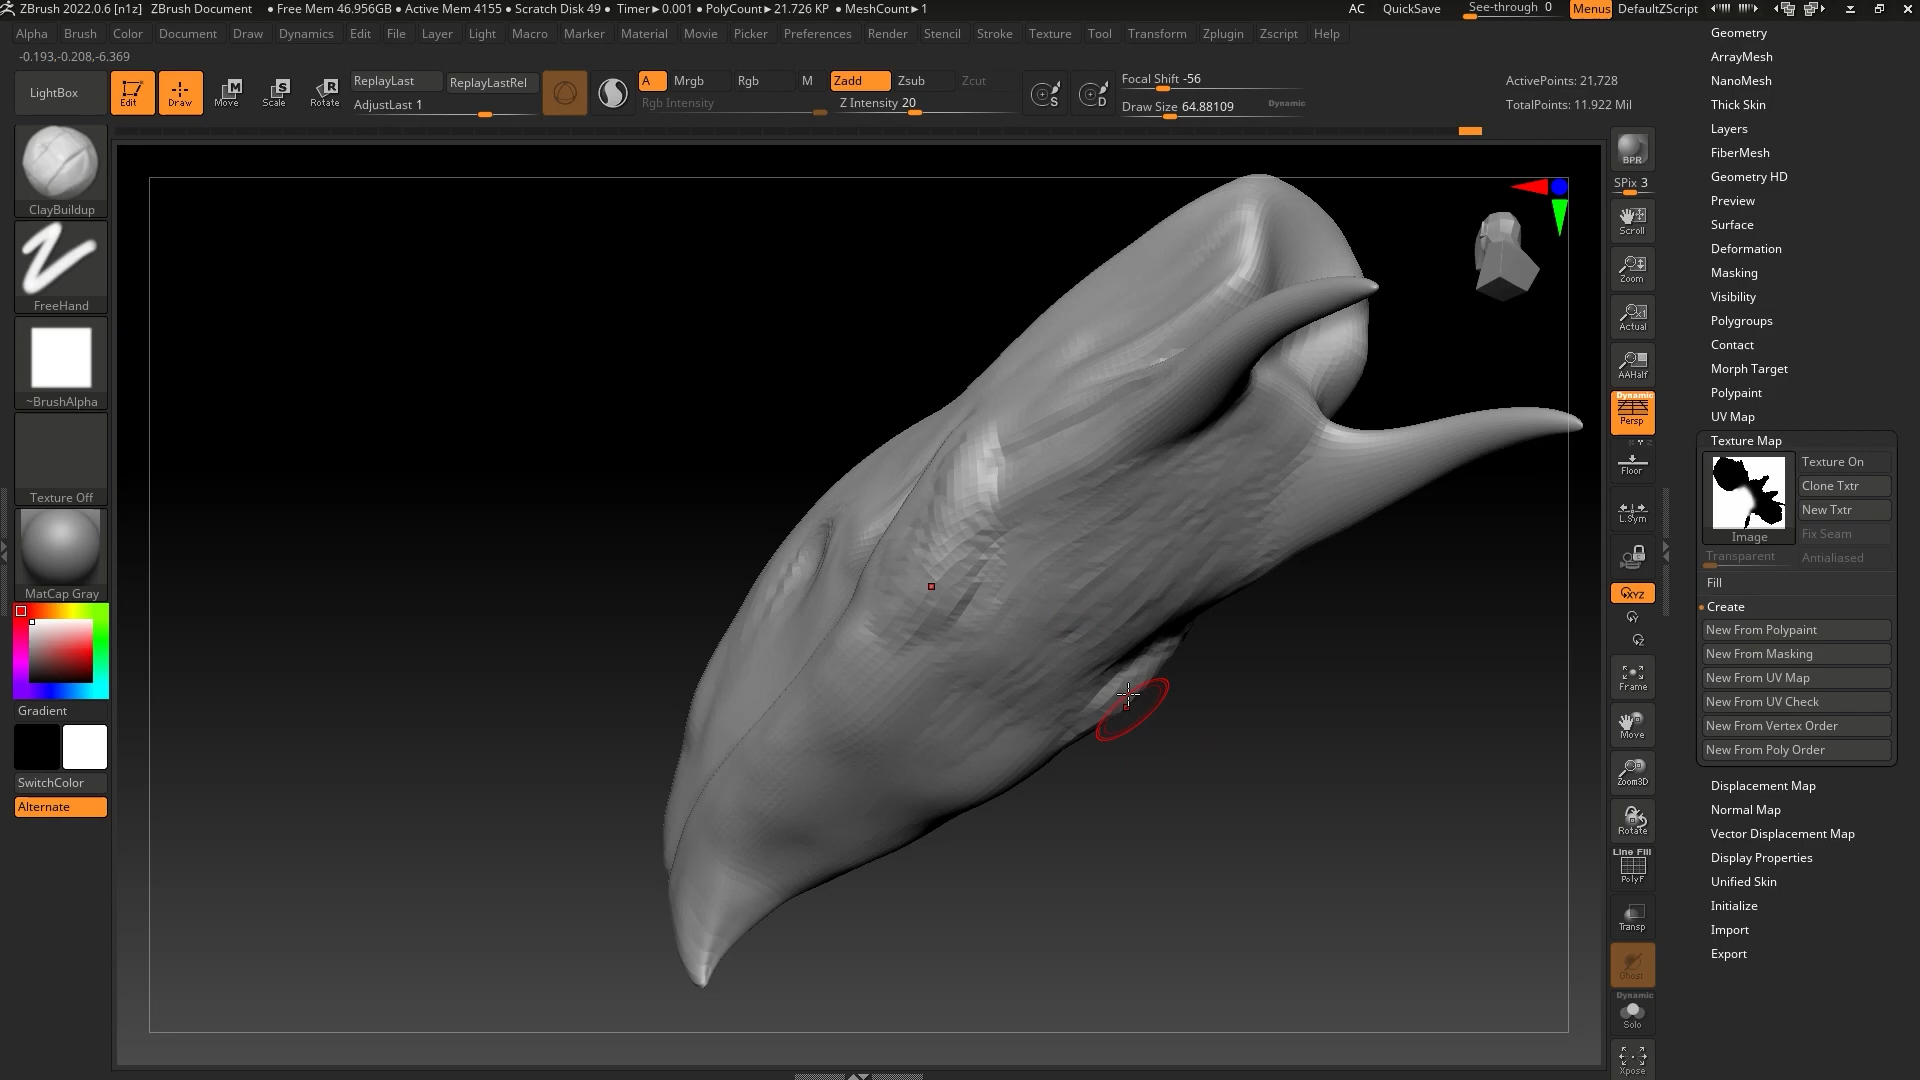 ZBrush 2022.0.6 [n1z] ZBrush Document ● Free Mem 46.956GB ● Active Mem 4155 ● Scratch Disk 49 ● Timer►0.001 ● PolyCount►21.726 KP ● MeshCount►1 AC QuickSave See-through 0 Menus DefaultZScript
Alpha Brush Color Document Draw Dynamics Edit File Layer Light Macro Marker Material Movie Picker Preferences Render Stencil Stroke Texture Tool Transform Zplugin Zscript Help
-0.193,-0.208,-6.369
LightBox
Edit
Draw
Move
Scale
Rotate
ReplayLast
ReplayLastRel
AdjustLast 1
A
Mrgb
Rgb
M
Zadd
Zsub
Zcut
Rgb Intensity
Z Intensity 20
S
D
Focal Shift -56
Draw Size 64.88109
Dynamic
ActivePoints: 21,728
TotalPoints: 11.922 Mil
ClayBuildup
FreeHand
~BrushAlpha
Texture Off
MatCap Gray
Gradient
SwitchColor
Alternate
BPR
SPix 3
Scroll
Zoom
Actual
AAHalf
Dynamic
Persp
Floor
L.Sym
XYZ
Y
Z
Frame
Move
Zoom3D
Rotate
Line Fill
PolyF
Transp
Ghost
Dynamic
Solo
Xpose
Geometry
ArrayMesh
NanoMesh
Thick Skin
Layers
FiberMesh
Geometry HD
Preview
Surface
Deformation
Masking
Visibility
Polygroups
Contact
Morph Target
Polypaint
UV Map
Texture Map
Image
Texture On
Clone Txtr
New Txtr
Fix Seam
Transparent
Antialiased
Fill
Create
New From Polypaint
New From Masking
New From UV Map
New From UV Check
New From Vertex Order
New From Poly Order
Displacement Map
Normal Map
Vector Displacement Map
Display Properties
Unified Skin
Initialize
Import
Export